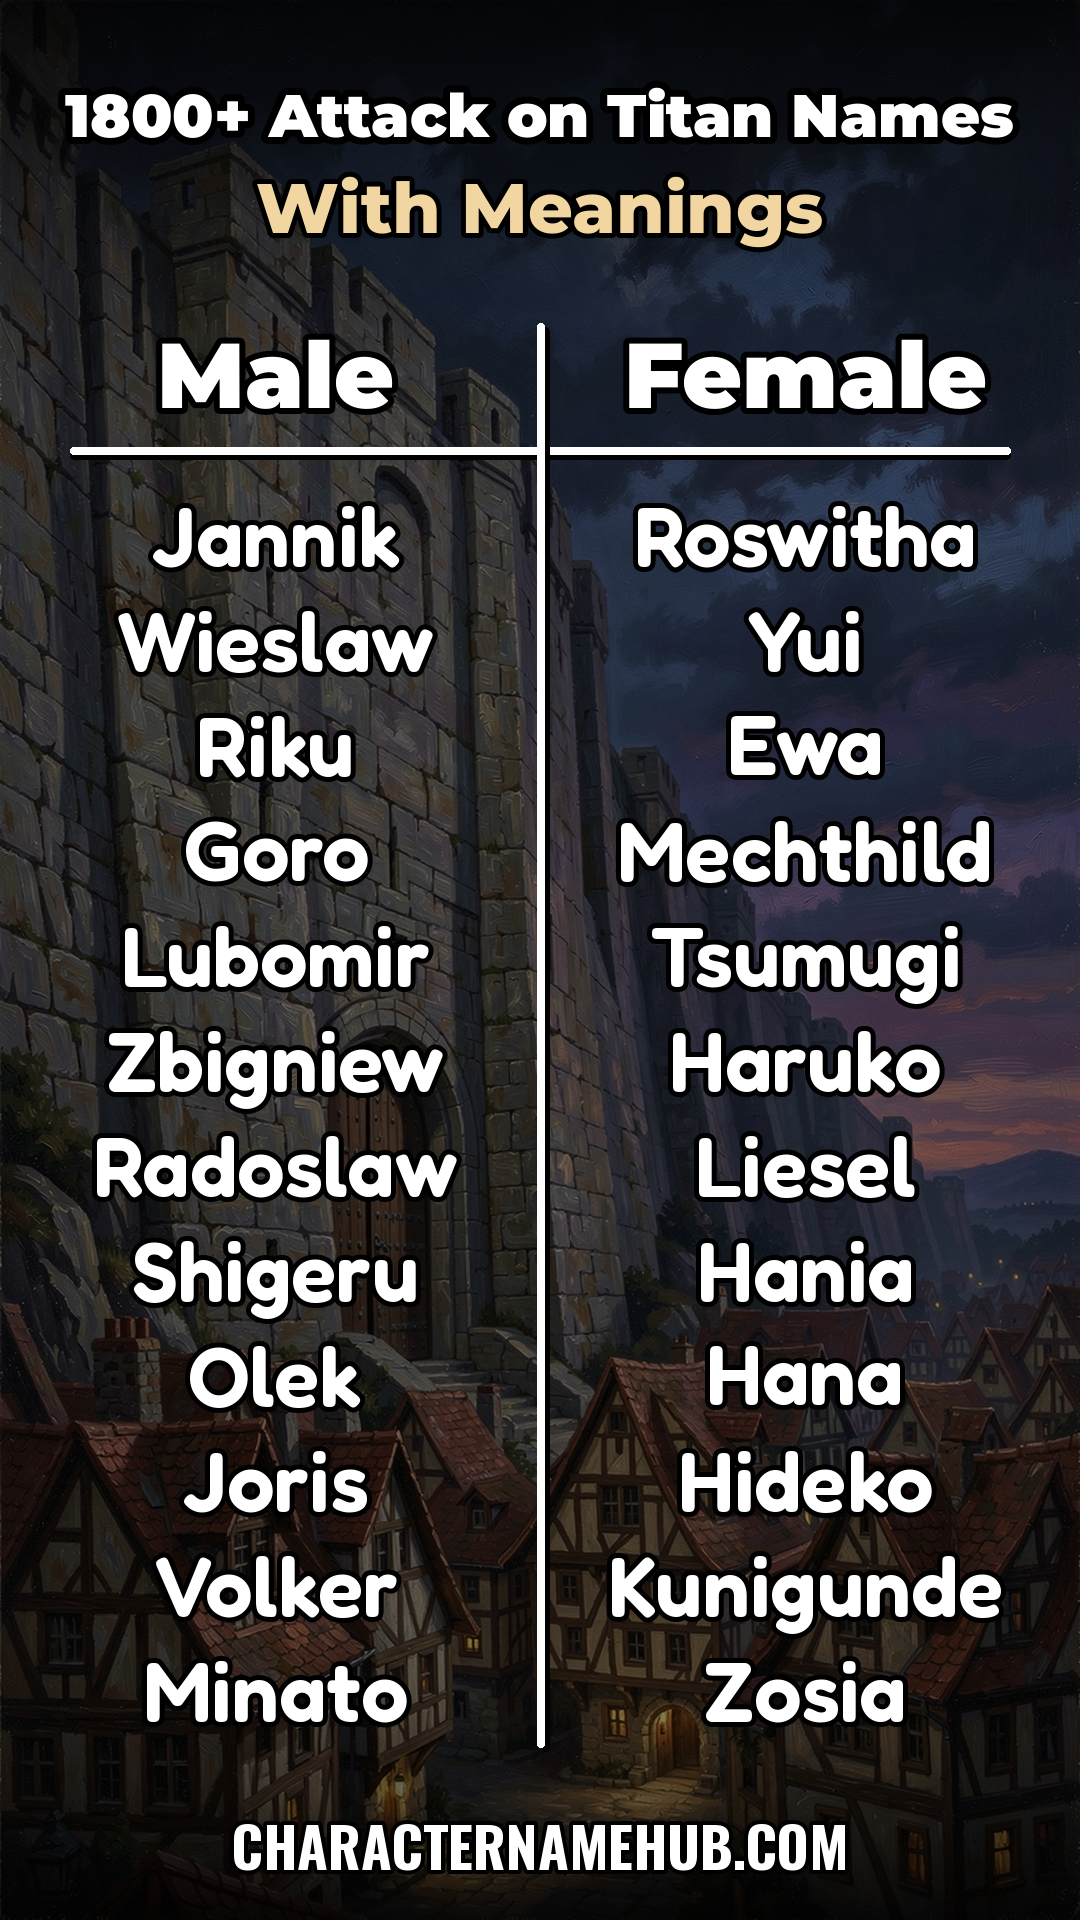 1800+ Attack on Titan Names
With Meanings
Male Female
Jannik Roswitha
Wieslaw Yui
Riku Ewa
Goro Mechthild
Lubomir Tsumugi
Zbigniew Haruko
Radoslaw Liesel
Shigeru Hania
Olek Hana
Joris Hideko
Volker Kunigunde
Minato Zosia
CHARACTERNAMEHUB.COM